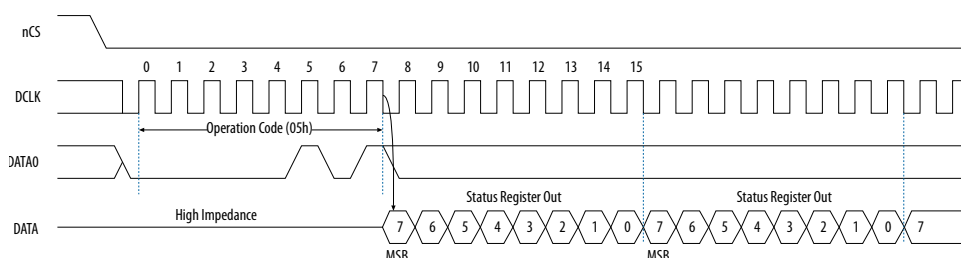 nCS
0 1 2 3 4 5 6 7 8 9 10 11 12 13 14 15
DCLK
Operation Code (05h)
DATA0
Status Register Out Status Register Out
High Impedance
DATA 7 6 5 4 3 2 1 0 7 6 5 4 3 2 1 0 7
MSB MSB